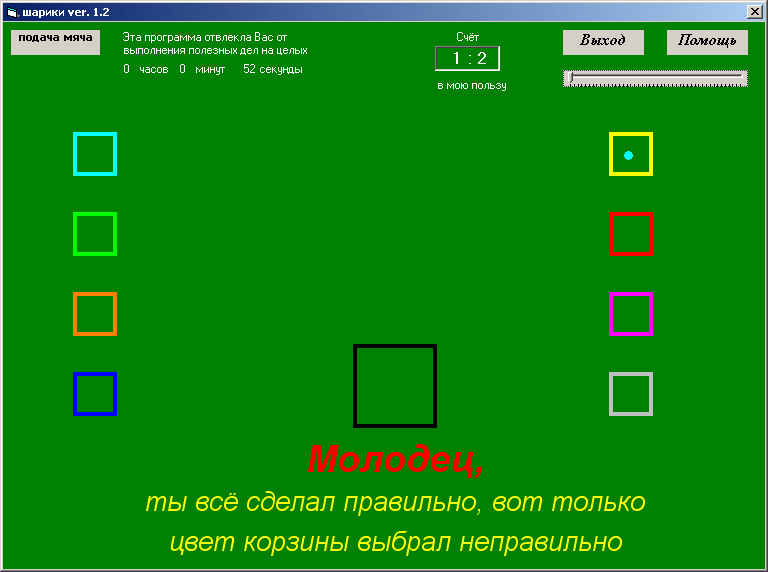 шарики ver. 1.2
подача мяча
Эта программа отвлекла Вас от
выполнения полезных дел на целых
0 часов 0 минут 52 секунды
Счёт
1 : 2
в мою пользу
Выход
Помощь
Молодец,
ты всё сделал правильно, вот только
цвет корзины выбрал неправильно